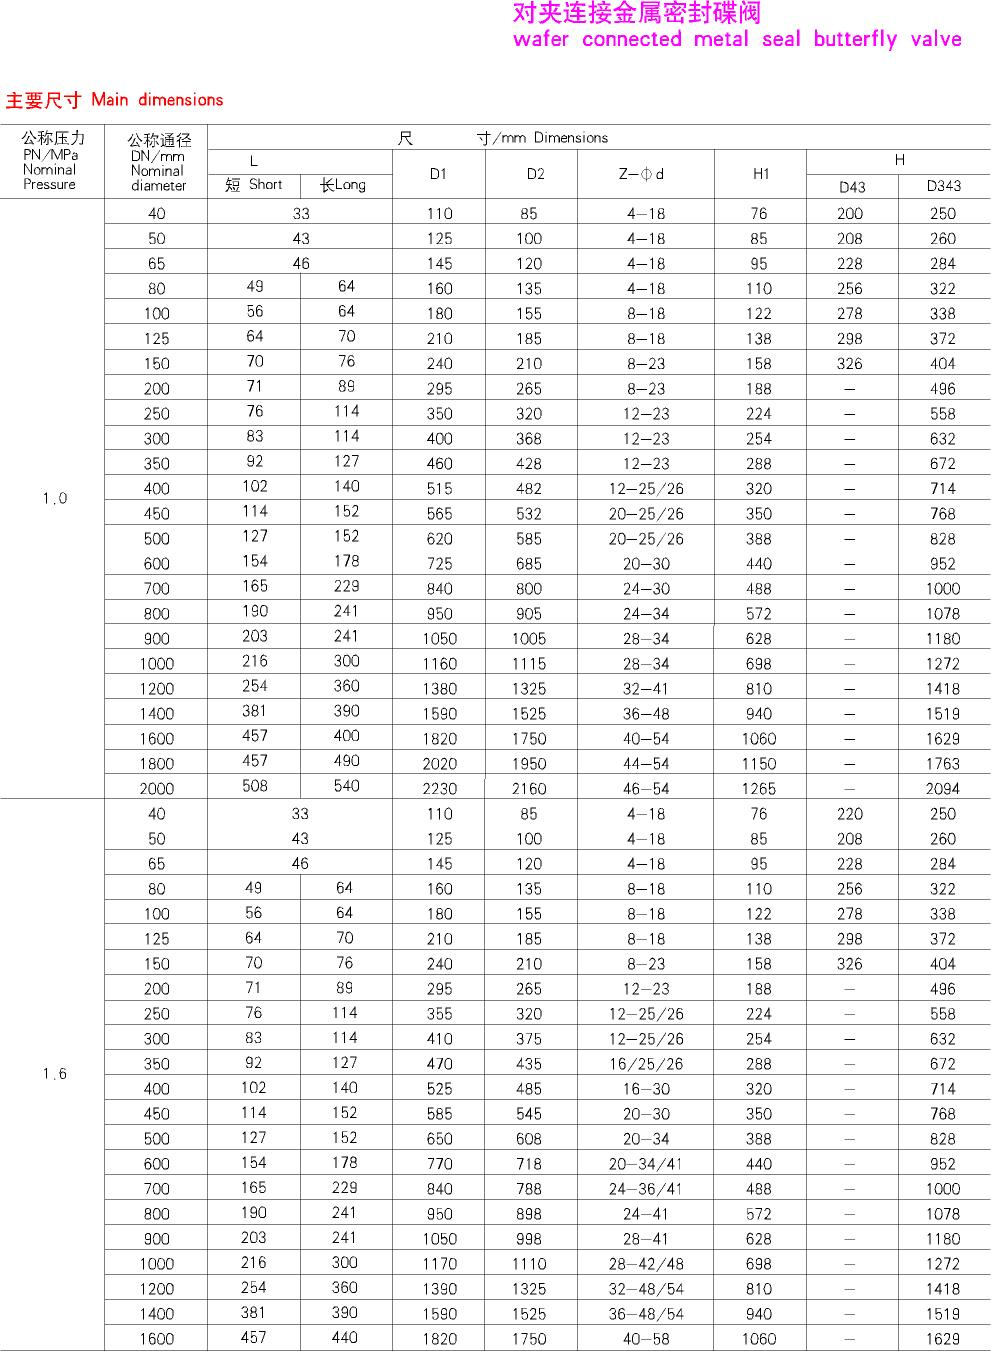 对夹连接金属密封碟阀
wafer connected metal seal butterfly valve
主要尺寸 Main dimensions
公称压力 PN/MPa Nominal Pressure 公称通径 DN/mm Nominal diameter 尺 寸/mm Dimensions
L D1 D2 Z-Φd H1 H
短 Short 长Long D43 D343
1.0
40 33 110 85 4-18 76 200 250
50 43 125 100 4-18 85 208 260
65 46 145 120 4-18 95 228 284
80 49 64 160 135 4-18 110 256 322
100 56 64 180 155 8-18 122 278 338
125 64 70 210 185 8-18 138 298 372
150 70 76 240 210 8-23 158 326 404
200 71 89 295 265 8-23 188 — 496
250 76 114 350 320 12-23 224 — 558
300 83 114 400 368 12-23 254 — 632
350 92 127 460 428 12-23 288 — 672
400 102 140 515 482 12-25/26 320 — 714
450 114 152 565 532 20-25/26 350 — 768
500 127 152 620 585 20-25/26 388 — 828
600 154 178 725 685 20-30 440 — 952
700 165 229 840 800 24-30 488 — 1000
800 190 241 950 905 24-34 572 — 1078
900 203 241 1050 1005 28-34 628 — 1180
1000 216 300 1160 1115 28-34 698 — 1272
1200 254 360 1380 1325 32-41 810 — 1418
1400 381 390 1590 1525 36-48 940 — 1519
1600 457 400 1820 1750 40-54 1060 — 1629
1800 457 490 2020 1950 44-54 1150 — 1763
2000 508 540 2230 2160 46-54 1265 — 2094
1.6
40 33 110 85 4-18 76 220 250
50 43 125 100 4-18 85 208 260
65 46 145 120 4-18 95 228 284
80 49 64 160 135 8-18 110 256 322
100 56 64 180 155 8-18 122 278 338
125 64 70 210 185 8-18 138 298 372
150 70 76 240 210 8-23 158 326 404
200 71 89 295 265 12-23 188 — 496
250 76 114 355 320 12-25/26 224 — 558
300 83 114 410 375 12-25/26 254 — 632
350 92 127 470 435 16/25/26 288 — 672
400 102 140 525 485 16-30 320 — 714
450 114 152 585 545 20-30 350 — 768
500 127 152 650 608 20-34 388 — 828
600 154 178 770 718 20-34/41 440 — 952
700 165 229 840 788 24-36/41 488 — 1000
800 190 241 950 898 24-41 572 — 1078
900 203 241 1050 998 28-41 628 — 1180
1000 216 300 1170 1110 28-42/48 698 — 1272
1200 254 360 1390 1325 32-48/54 810 — 1418
1400 381 390 1590 1525 36-48/54 940 — 1519
1600 457 440 1820 1750 40-58 1060 — 1629